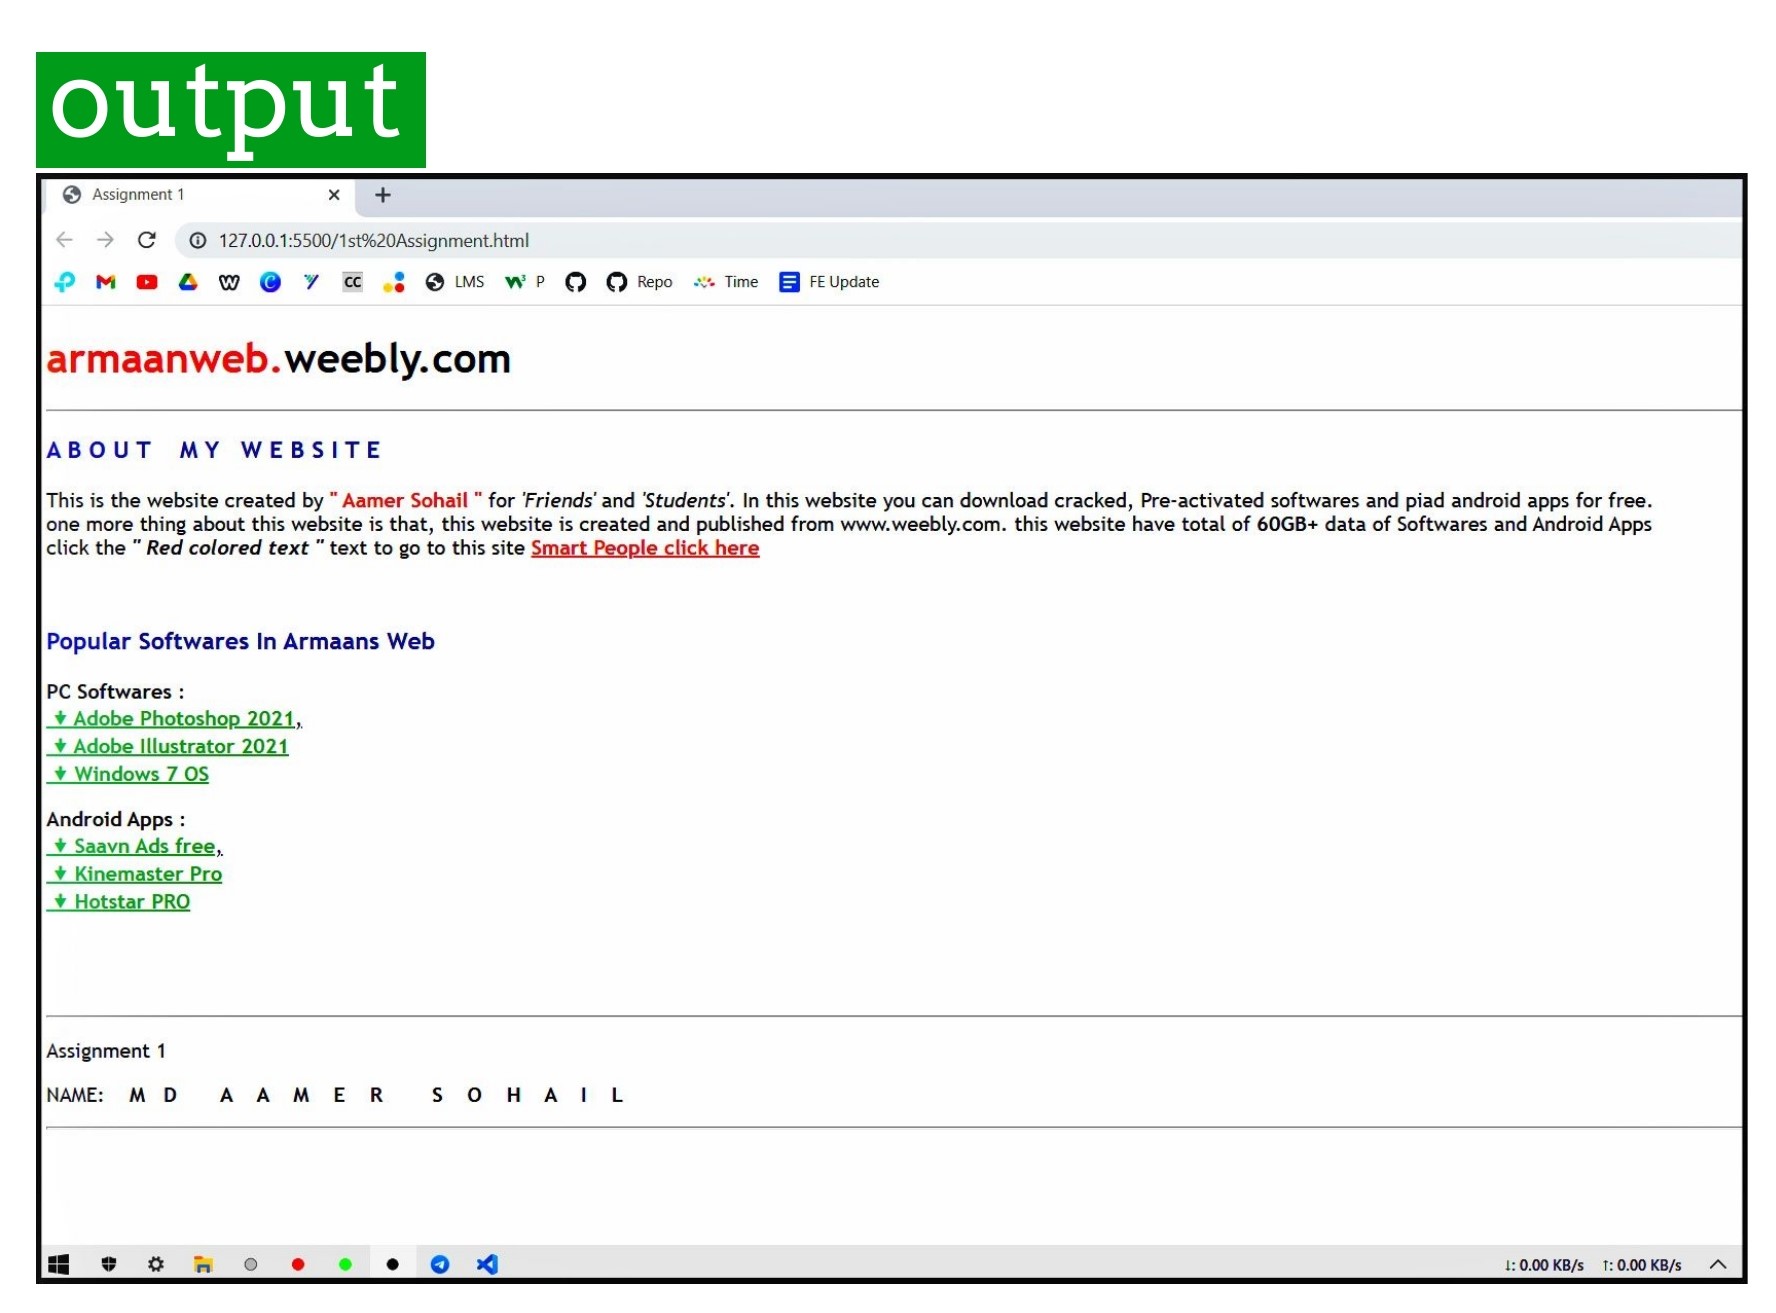 output
Assignment 1
127.0.0.1:5500/1st%20Assignment.html
CC LMS P Repo Time FE Update
armaanweb.weebly.com
ABOUT MY WEBSITE
This is the website created by " Aamer Sohail " for 'Friends' and 'Students'. In this website you can download cracked, Pre-activated softwares and piad android apps for free.
one more thing about this website is that, this website is created and published from www.weebly.com. this website have total of 60GB+ data of Softwares and Android Apps
click the " Red colored text " text to go to this site Smart People click here
Popular Softwares In Armaans Web
PC Softwares :
Adobe Photoshop 2021,
Adobe Illustrator 2021
Windows 7 OS
Android Apps :
Saavn Ads free,
Kinemaster Pro
Hotstar PRO
Assignment 1
NAME: MD AAMER SOHAIL
↓: 0.00 KB/s ↑: 0.00 KB/s